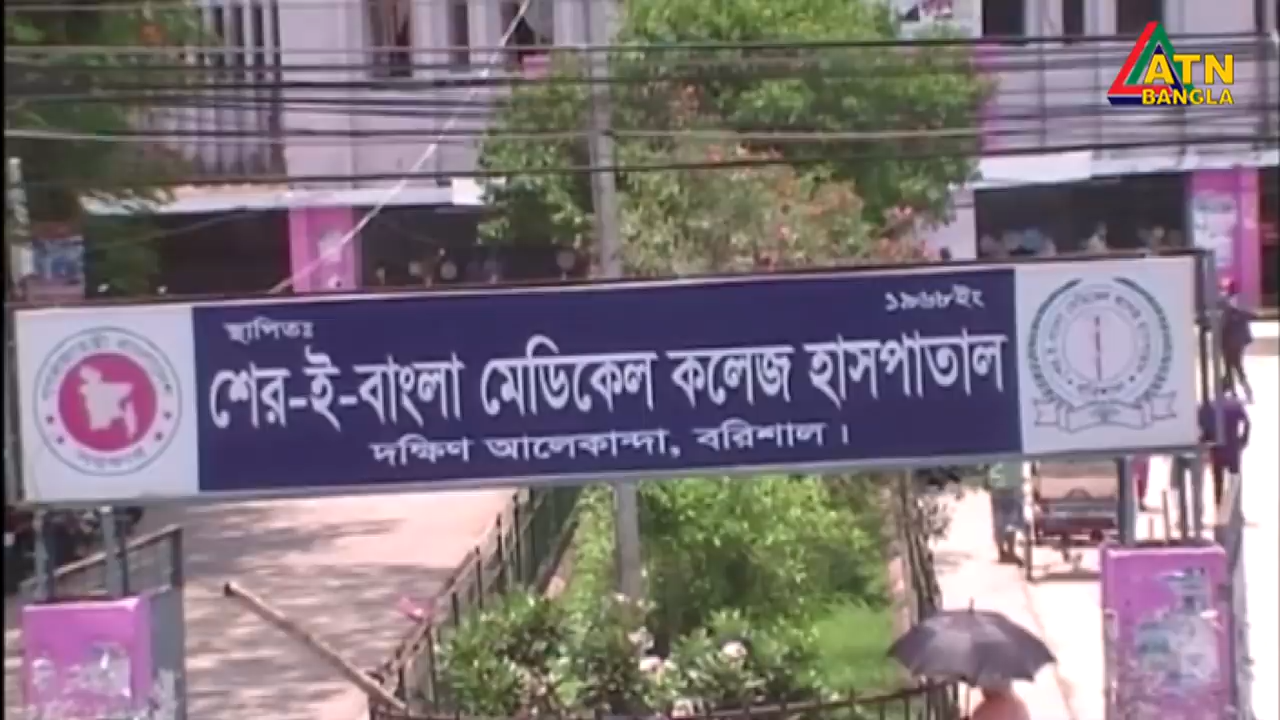 ATN
BANGLA
স্থাপিতঃ
১৯৬৮ইং
শের-ই-বাংলা মেডিকেল কলেজ হাসপাতাল
দক্ষিণ আলেকান্দা, বরিশাল।